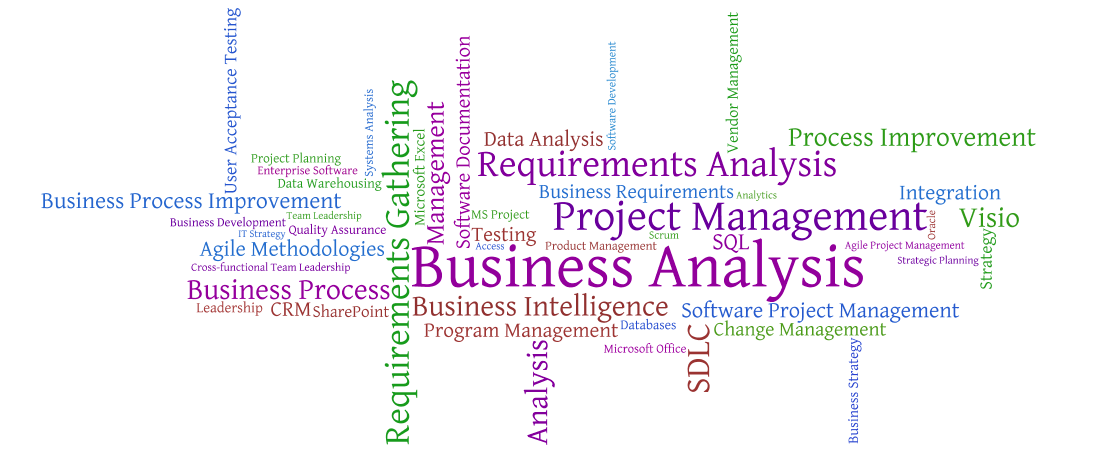 User Acceptance Testing
Vendor Management
Software Documentation
Software Development
Requirements Gathering
Systems Analysis
Management
Microsoft Excel
Data Analysis
Process Improvement
Project Planning
Requirements Analysis
Enterprise Software
Data Warehousing
Business Requirements
Analytics
Integration
Business Process Improvement
Team Leadership
MS Project
Project Management
Oracle
Visio
Business Development
Quality Assurance
IT Strategy
Testing
Scrum
SQL
Strategy
Agile Methodologies
Access
Product Management
Agile Project Management
Strategic Planning
Cross-functional Team Leadership
Business Analysis
Business Process
Leadership
CRM
SharePoint
Business Intelligence
Software Project Management
Program Management
Databases
Change Management
Microsoft Office
SDLC
Analysis
Business Strategy